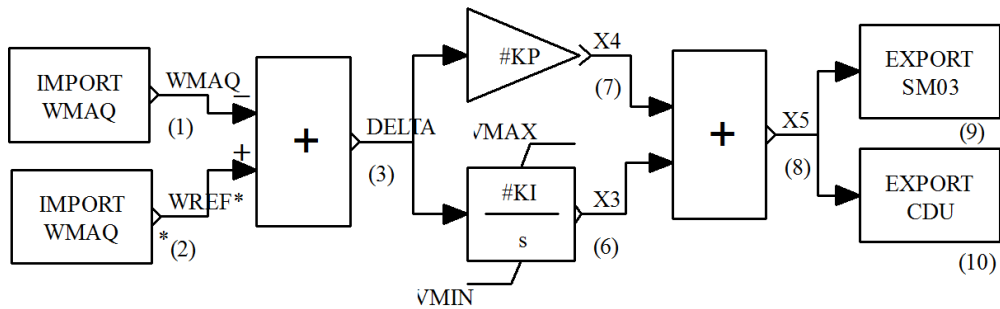 IMPORT
WMAQ
WMAQ
(1)
−
+
IMPORT
WMAQ
*
WREF*
(2)
+
DELTA
(3)
#KP
X4
(7)
VMAX
#KI
s
X3
(6)
VMIN
+
X5
(8)
EXPORT
SM03
(9)
EXPORT
CDU
(10)